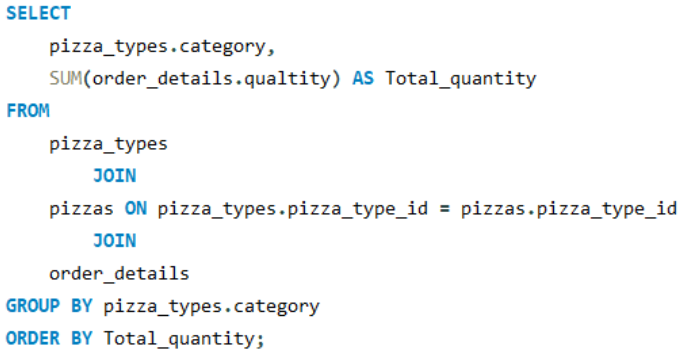 SELECT
pizza_types.category,
SUM(order_details.qualtity) AS Total_quantity
FROM
pizza_types
JOIN
pizzas ON pizza_types.pizza_type_id = pizzas.pizza_type_id
JOIN
order_details
GROUP BY pizza_types.category
ORDER BY Total_quantity;